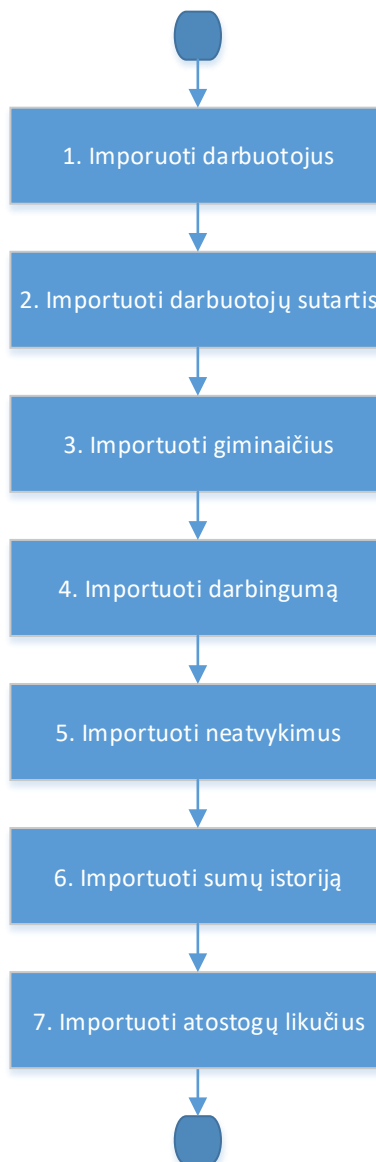 1. Imporuoti darbuotojus
2. Importuoti darbuotojų sutartis
3. Importuoti giminaičius
4. Importuoti darbingumą
5. Importuoti neatvykimus
6. Importuoti sumų istoriją
7. Importuoti atostogų likučius